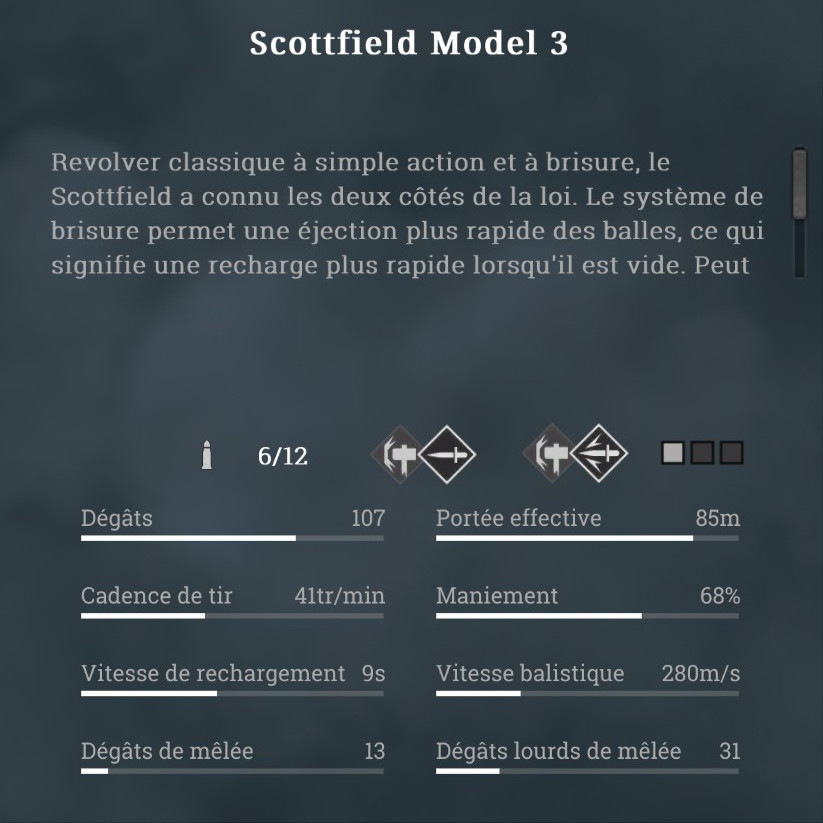 Scottfield Model 3
Revolver classique à simple action et à brisure, le
Scottfield a connu les deux côtés de la loi. Le système de
brisure permet une éjection plus rapide des balles, ce qui
signifie une recharge plus rapide lorsqu'il est vide. Peut
6/12
Dégâts 107 Portée effective 85m
Cadence de tir 41tr/min Maniement 68%
Vitesse de rechargement 9s Vitesse balistique 280m/s
Dégâts de mêlée 13 Dégâts lourds de mêlée 31